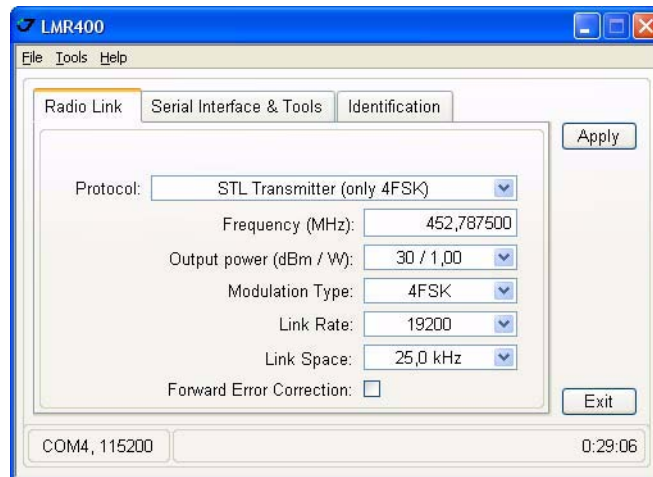 LMR400
File Tools Help
Radio Link Serial Interface & Tools Identification
Apply
Protocol: STL Transmitter (only 4FSK)
Frequency (MHz): 452,787500
Output power (dBm / W): 30 / 1,00
Modulation Type: 4FSK
Link Rate: 19200
Link Space: 25,0 kHz
Forward Error Correction:
Exit
COM4, 115200 0:29:06